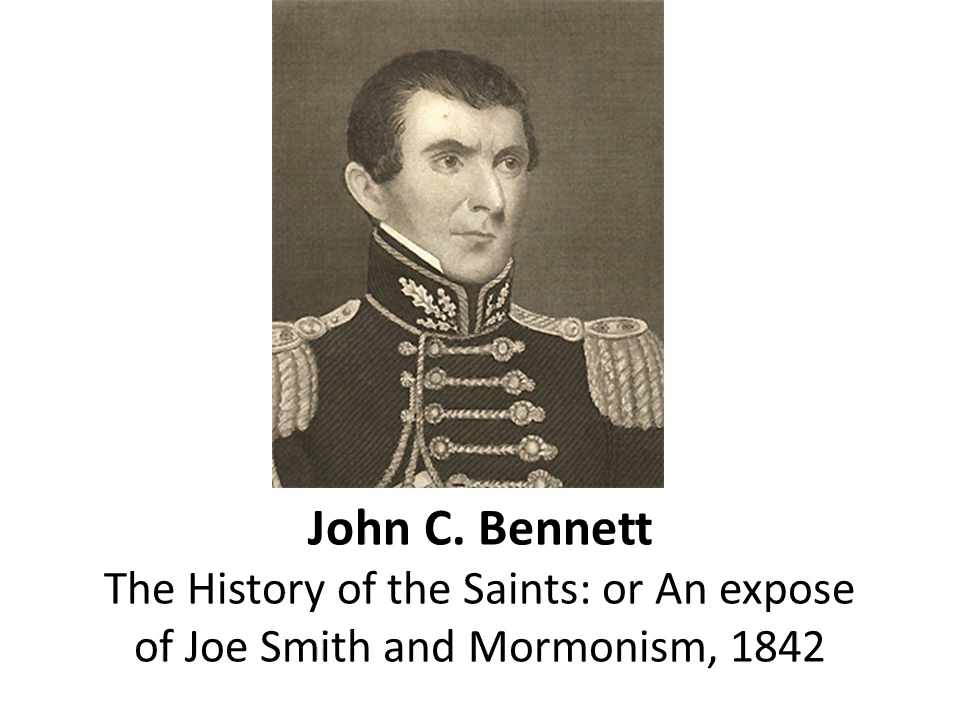 John C. Bennett
The History of the Saints: or An expose
of Joe Smith and Mormonism, 1842